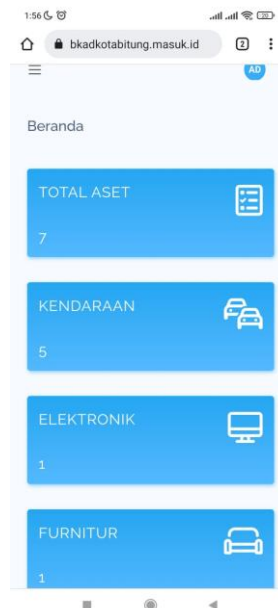 1:56
bkadkotabitung.masuk.id
2
AD
Beranda
TOTAL ASET
7
KENDARAAN
5
ELEKTRONIK
1
FURNITUR
1